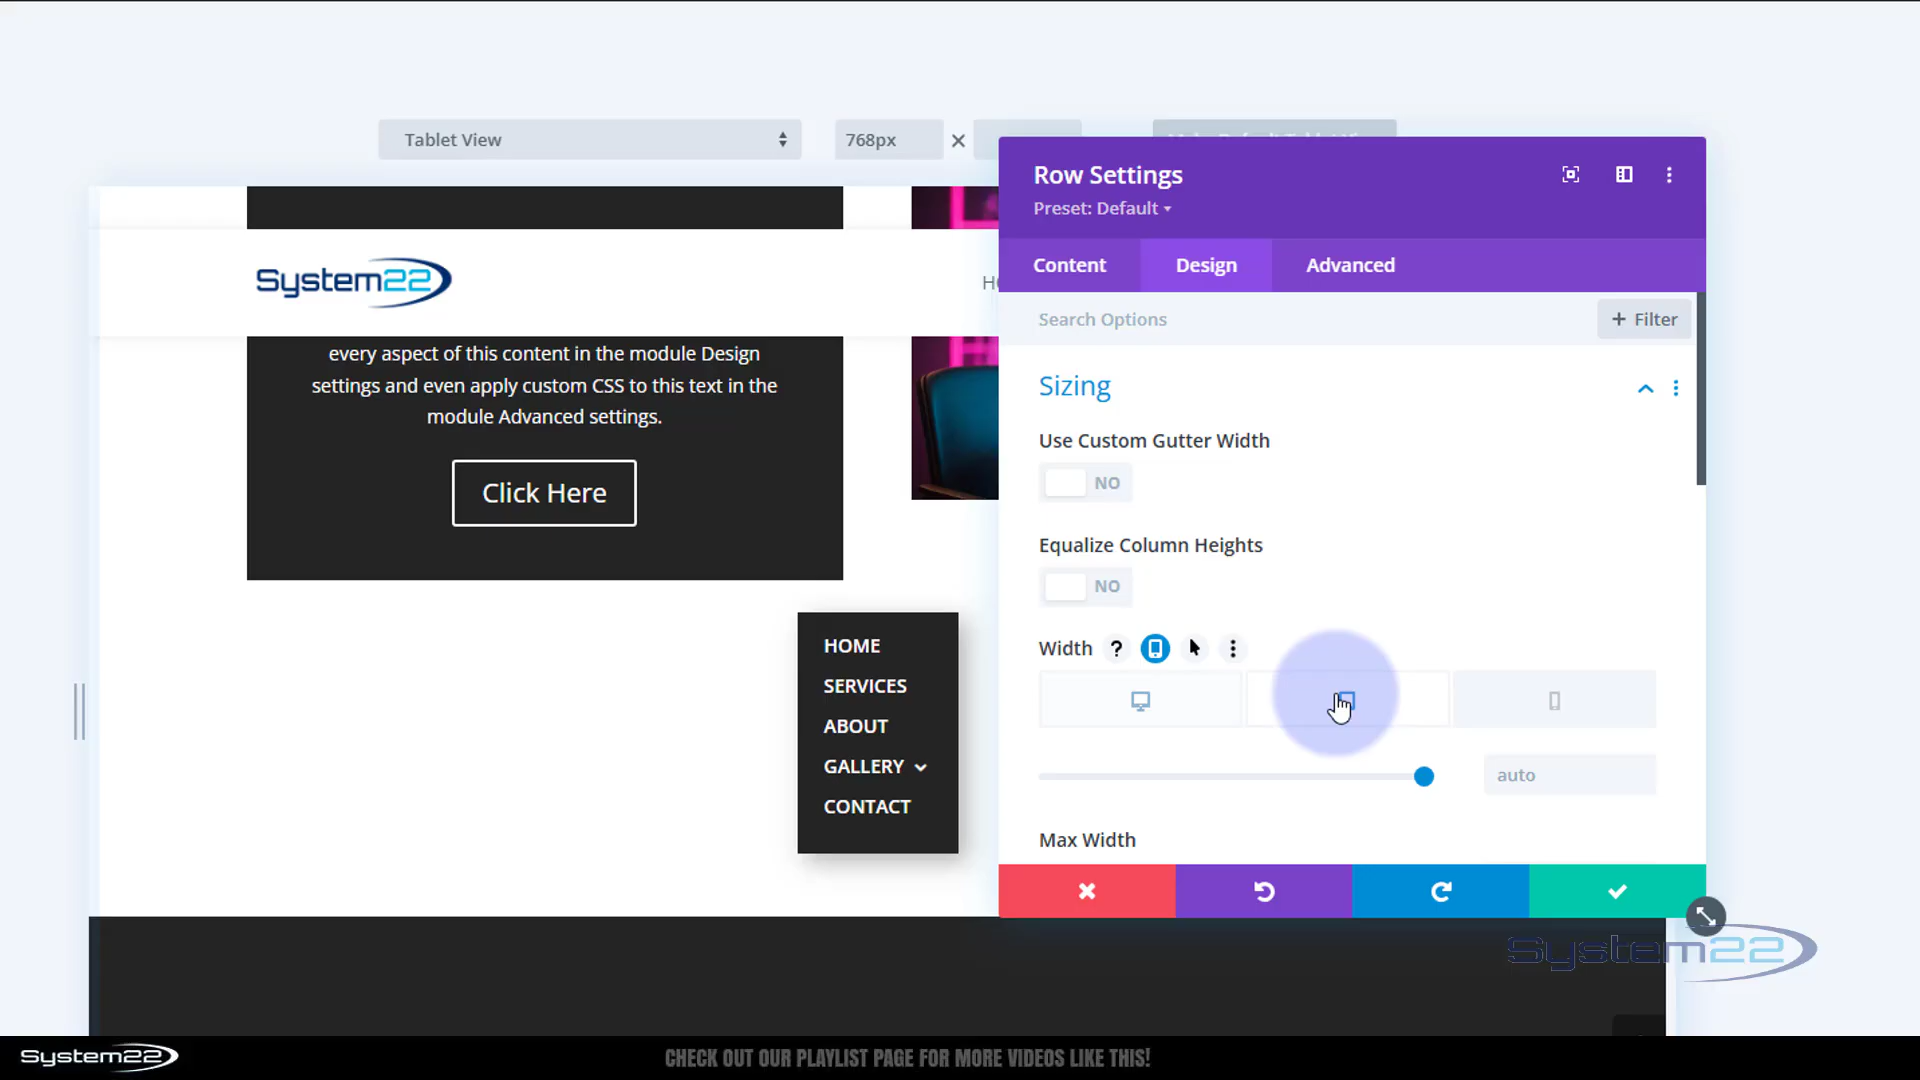 Tablet View
768px
Row Settings
Preset: Default
Content
Design
Advanced
Search Options
+ Filter
System22
every aspect of this content in the module Design
settings and even apply custom CSS to this text in the
module Advanced settings.
Click Here
HOME
SERVICES
ABOUT
GALLERY
CONTACT
Sizing
Use Custom Gutter Width
NO
Equalize Column Heights
NO
Width ?
auto
Max Width
System22
System22
CHECK OUT OUR PLAYLIST PAGE FOR MORE VIDEOS LIKE THIS!